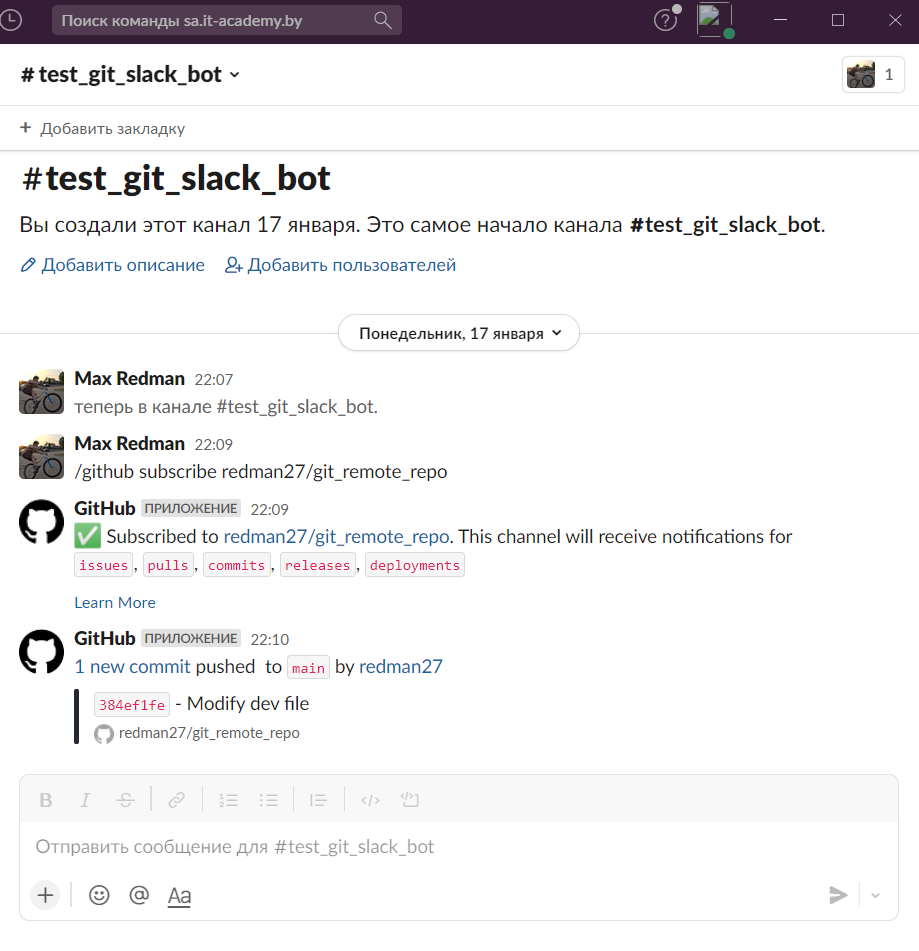 Поиск команды sa.it-academy.by
# test_git_slack_bot
1
+ Добавить закладку
#test_git_slack_bot
Вы создали этот канал 17 января. Это самое начало канала #test_git_slack_bot.
Добавить описание Добавить пользователей
Понедельник, 17 января
Max Redman 22:07
теперь в канале #test_git_slack_bot.
Max Redman 22:09
/github subscribe redman27/git_remote_repo
GitHub ПРИЛОЖЕНИЕ 22:09
✅ Subscribed to redman27/git_remote_repo. This channel will receive notifications for
issues, pulls, commits, releases, deployments
Learn More
GitHub ПРИЛОЖЕНИЕ 22:10
1 new commit pushed to main by redman27
384ef1fe - Modify dev file
redman27/git_remote_repo
B I S
Отправить сообщение для #test_git_slack_bot
+ @ Aa